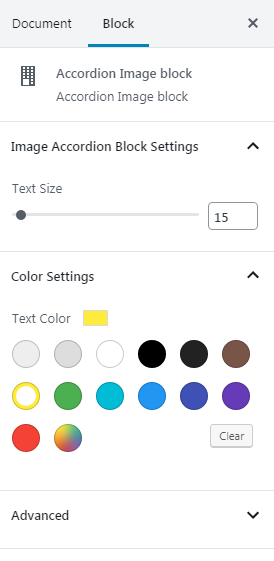 Document Block
Accordion Image block
Accordion Image block
Image Accordion Block Settings
Text Size
15
Color Settings
Text Color
Clear
Advanced